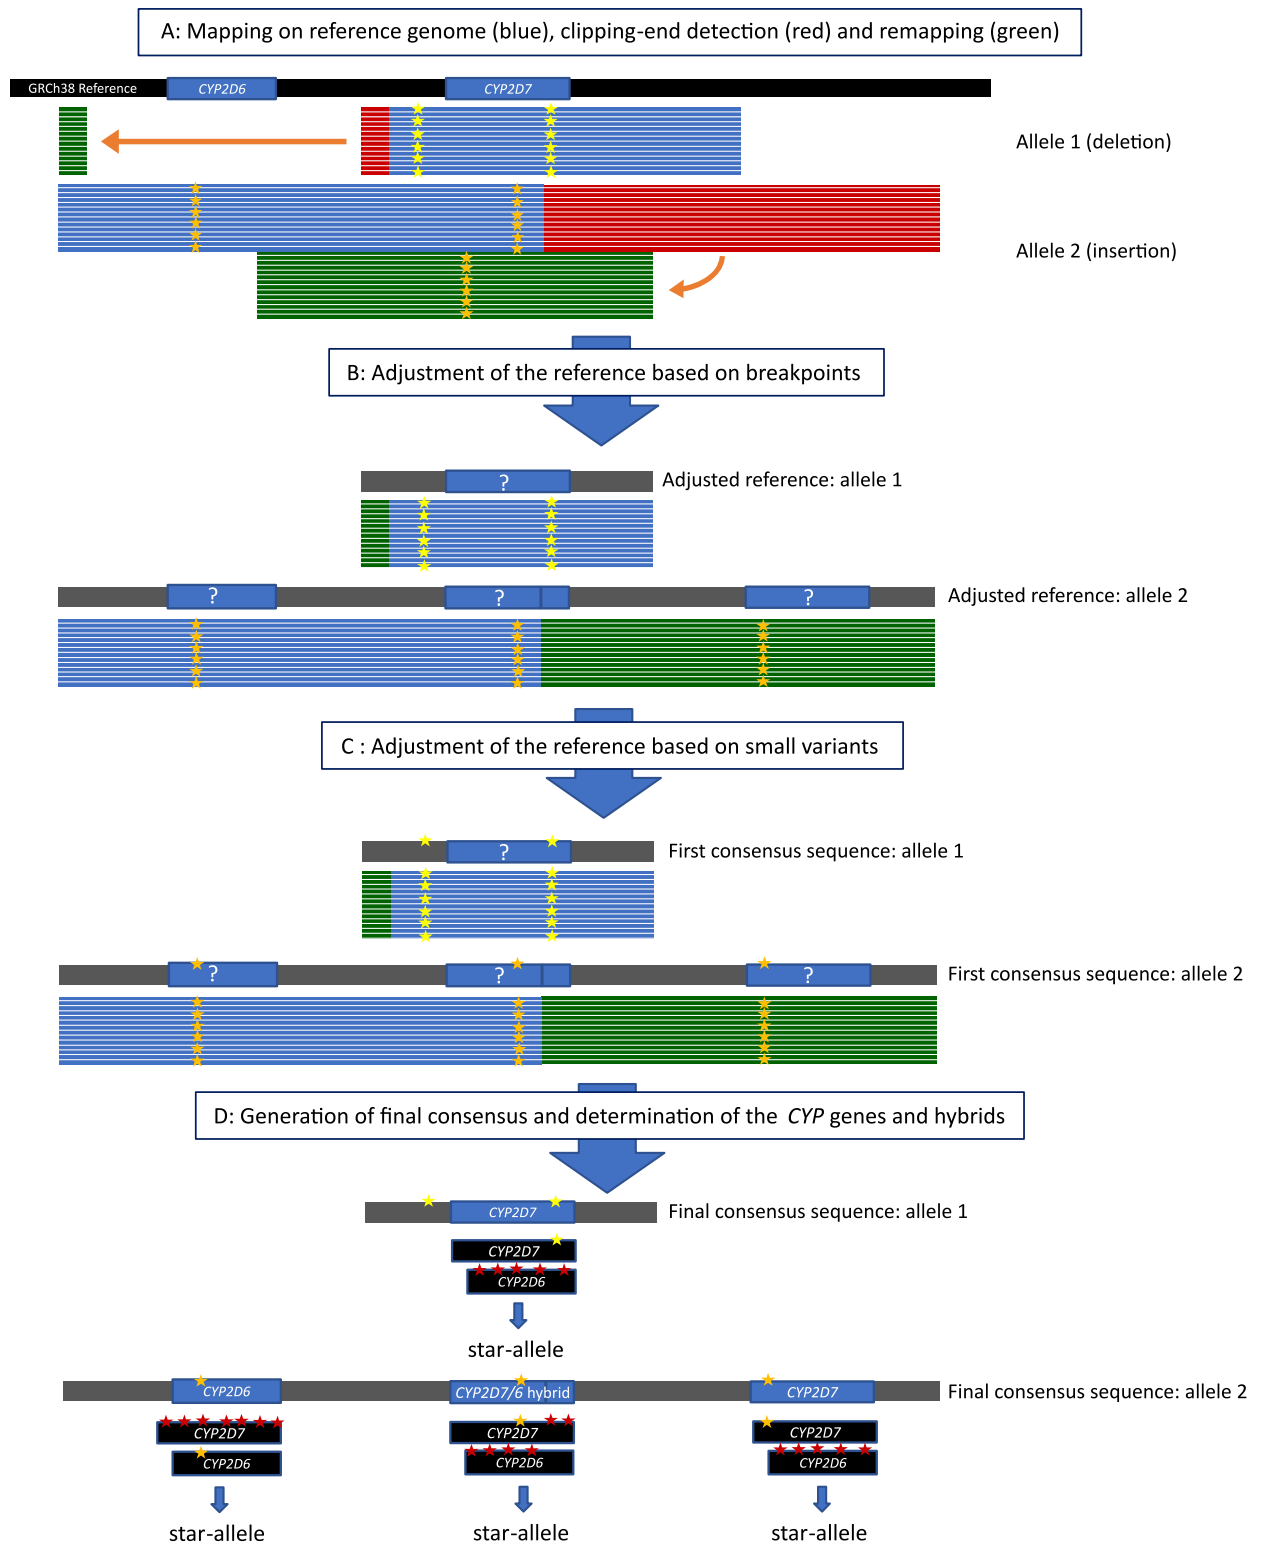 A: Mapping on reference genome (blue), clipping-end detection (red) and remapping (green)
GRCh38 Reference
CYP2D6
CYP2D7
Allele 1 (deletion)
Allele 2 (insertion)
B: Adjustment of the reference based on breakpoints
?
Adjusted reference: allele 1
?
?
?
Adjusted reference: allele 2
C : Adjustment of the reference based on small variants
?
First consensus sequence: allele 1
?
?
?
First consensus sequence: allele 2
D: Generation of final consensus and determination of the CYP genes and hybrids
CYP2D7
Final consensus sequence: allele 1
CYP2D7
CYP2D6
star-allele
CYP2D6
CYP2D7/6 hybrid
CYP2D7
Final consensus sequence: allele 2
CYP2D7
CYP2D7
CYP2D7
CYP2D6
CYP2D6
CYP2D6
star-allele
star-allele
star-allele